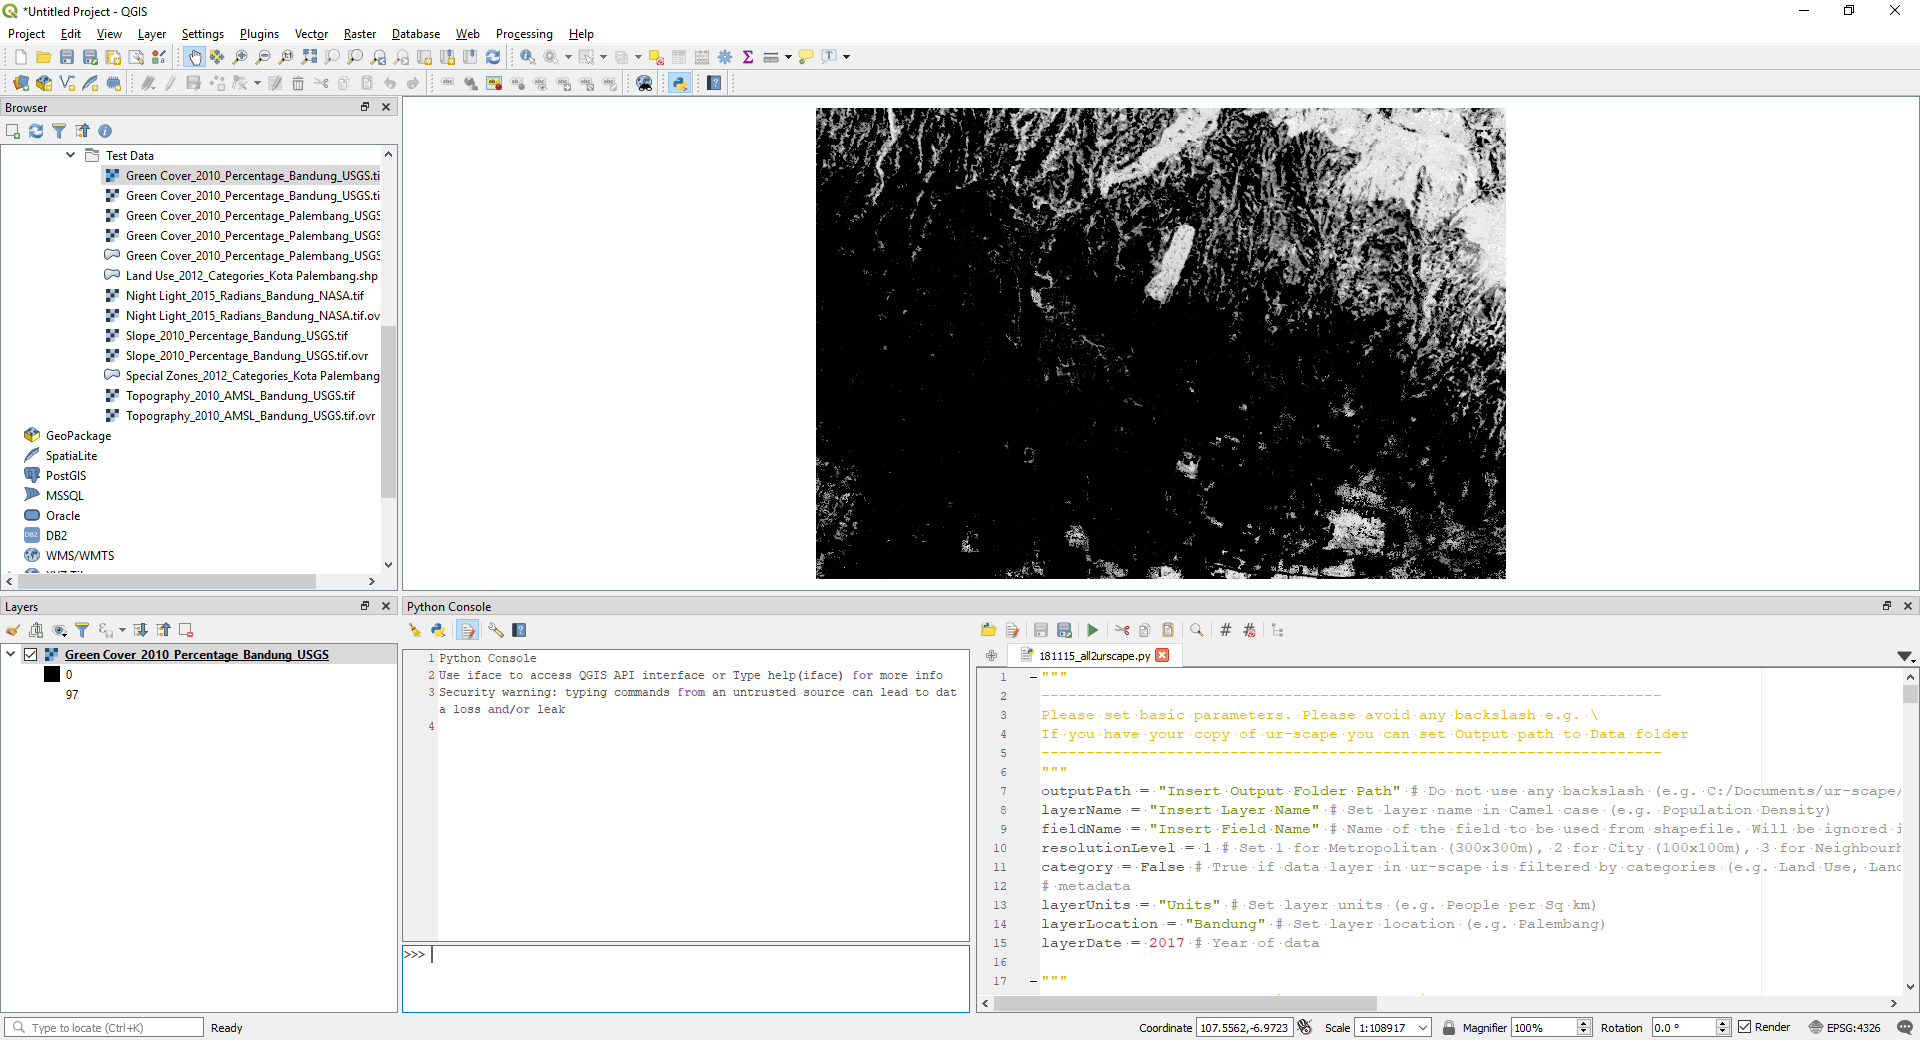 *Untitled Project - QGIS
Project Edit View Layer Settings Plugins Vector Raster Database Web Processing Help
Browser
Test Data
Green Cover_2010_Percentage_Bandung_USGS.ti
Green Cover_2010_Percentage_Bandung_USGS.ti
Green Cover_2010_Percentage_Palembang_USGS
Green Cover_2010_Percentage_Palembang_USGS
Green Cover_2010_Percentage_Palembang_USGS
Land Use_2012_Categories_Kota Palembang.shp
Night Light_2015_Radians_Bandung_NASA.tif
Night Light_2015_Radians_Bandung_NASA.tif.ov
Slope_2010_Percentage_Bandung_USGS.tif
Slope_2010_Percentage_Bandung_USGS.tif.ovr
Special Zones_2012_Categories_Kota Palembang
Topography_2010_AMSL_Bandung_USGS.tif
Topography_2010_AMSL_Bandung_USGS.tif.ovr
GeoPackage
SpatiaLite
PostGIS
MSSQL
Oracle
DB2
WMS/WMTS
Layers
Green Cover_2010_Percentage_Bandung_USGS
0
97
Python Console
1 Python Console
2 Use iface to access QGIS API interface or Type help(iface) for more info
3 Security warning: typing commands from an untrusted source can lead to dat
a loss and/or leak
4
>>>
181115_all2urscape.py
1 """
2 ---------------------------------------------------------------------
3 Please set basic parameters. Please avoid any backslash e.g. \
4 If you have your copy of ur-scape you can set Output path to Data folder
5 ---------------------------------------------------------------------
6 """
7 outputPath = "Insert Output Folder Path" # Do not use any backslash (e.g. C:/Documents/ur-scape/
8 layerName = "Insert Layer Name" # Set layer name in Camel case (e.g. Population Density)
9 fieldName = "Insert Field Name" # Name of the field to be used from shapefile. Will be ignored i
10 resolutionLevel = 1 # Set 1 for Metropolitan (300x300m), 2 for City (100x100m), 3 for Neighbourh
11 category = False # True if data layer in ur-scape is filtered by categories (e.g. Land Use, Land
12 # metadata
13 layerUnits = "Units" # Set layer units (e.g. People per Sq km)
14 layerLocation = "Bandung" # Set layer location (e.g. Palembang)
15 layerDate = 2017 # Year of data
16
17 """
Type to locate (Ctrl+K) Ready Coordinate 107.5562,-6.9723 Scale 1:108917 Magnifier 100% Rotation 0.0 ° Render EPSG:4326